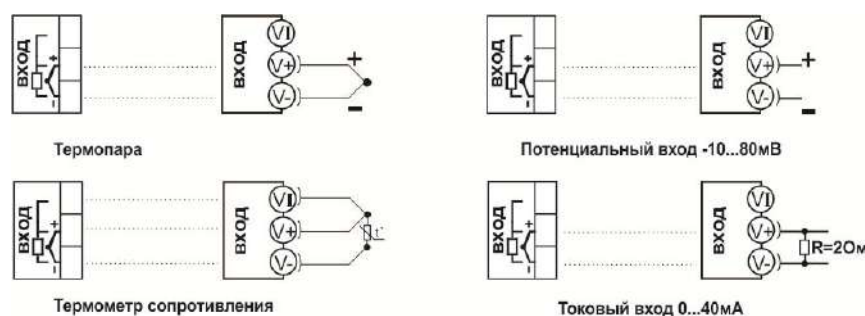 ВХОД + - ВХОД VI V+ V- + -
Термопара
ВХОД + - ВХОД VI V+ V- + -
Потенциальный вход -10...80мВ
ВХОД + - ВХОД VI V+ V- t°
Термометр сопротивления
ВХОД + - ВХОД VI V+ V- R=2Ом
Токовый вход 0...40мА